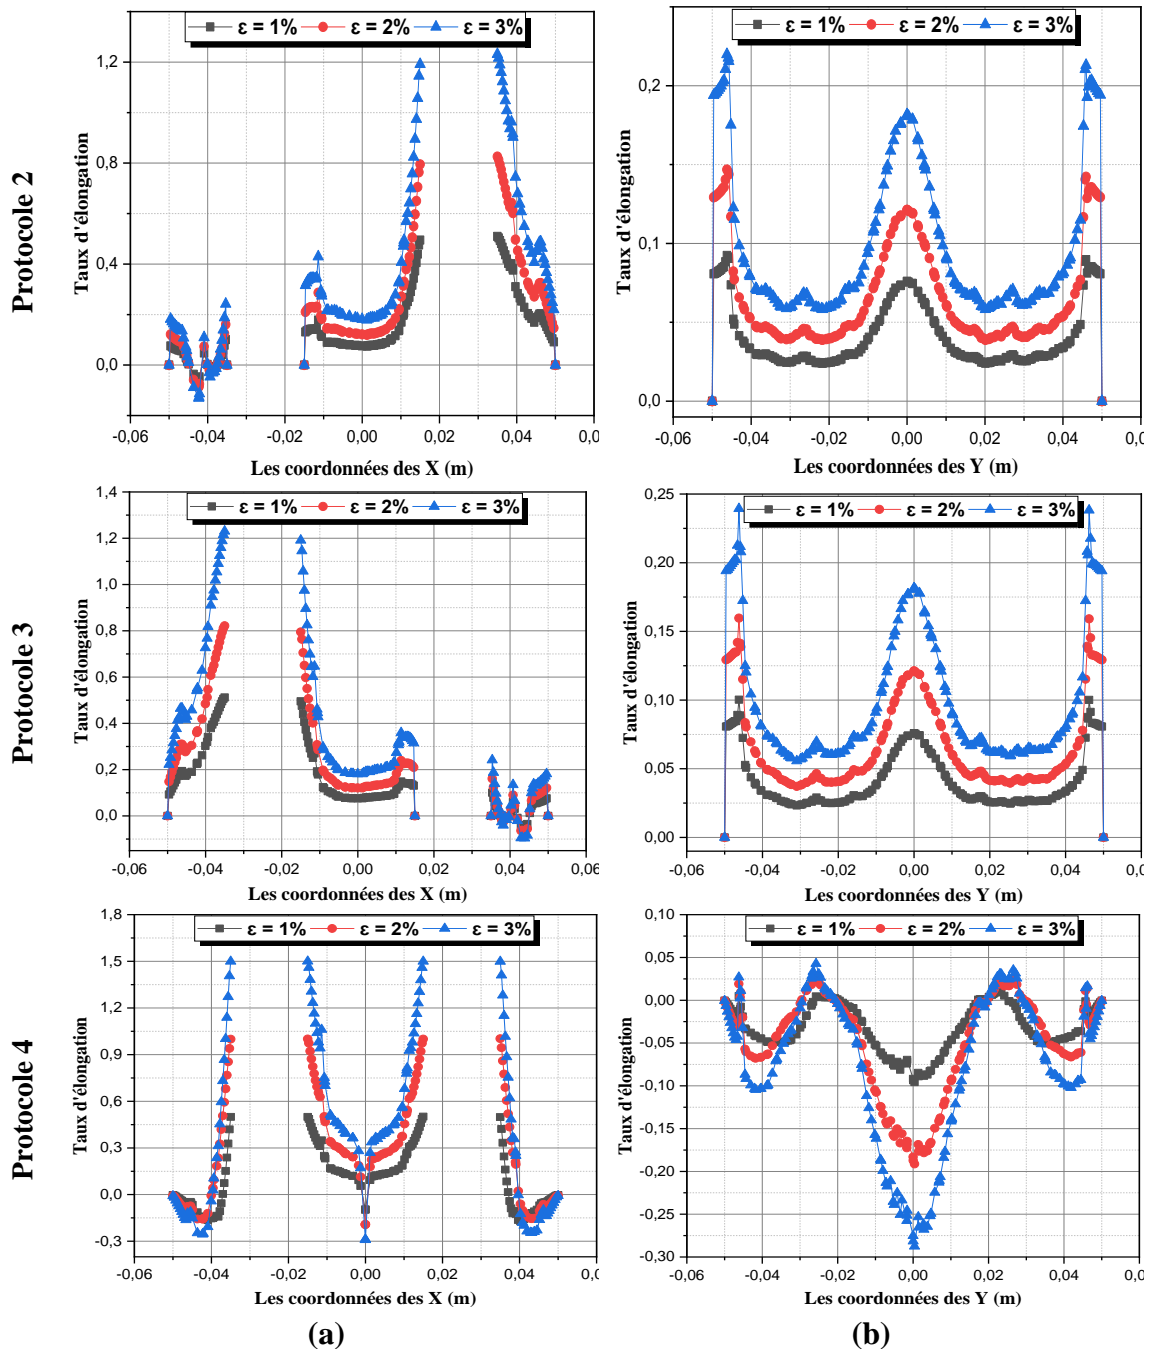 ε = 1% ε = 2% ε = 3%
1,2
0,8
0,4
0,0
Taux d'élongation
-0,06 -0,04 -0,02 0,00 0,02 0,04 0,0
Les coordonnées des X (m)
Protocole 2
ε = 1% ε = 2% ε = 3%
0,2
0,1
0,0
Taux d'élongation
-0,06 -0,04 -0,02 0,00 0,02 0,04 0,0
Les coordonnées des Y (m)
ε = 1% ε = 2% ε = 3%
1,4
1,2
1,0
0,8
0,6
0,4
0,2
0,0
Taux d'élongation
-0,06 -0,04 -0,02 0,00 0,02 0,04 0,06
Les coordonnées des X (m)
Protocole 3
ε = 1% ε = 2% ε = 3%
0,25
0,20
0,15
0,10
0,05
0,00
Taux d'élongation
-0,06 -0,04 -0,02 0,00 0,02 0,04 0,0
Les coordonnées des Y (m)
ε = 1% ε = 2% ε = 3%
1,8
1,5
1,2
0,9
0,6
0,3
0,0
-0,3
Taux d'élongation
-0,06 -0,04 -0,02 0,00 0,02 0,04 0,0
Les coordonnées des X (m)
Protocole 4
ε = 1% ε = 2% ε = 3%
0,10
0,05
0,00
-0,05
-0,10
-0,15
-0,20
-0,25
-0,30
Taux d'élongation
-0,06 -0,04 -0,02 0,00 0,02 0,04 0,0
Les coordonnées des Y (m)
(a) (b)